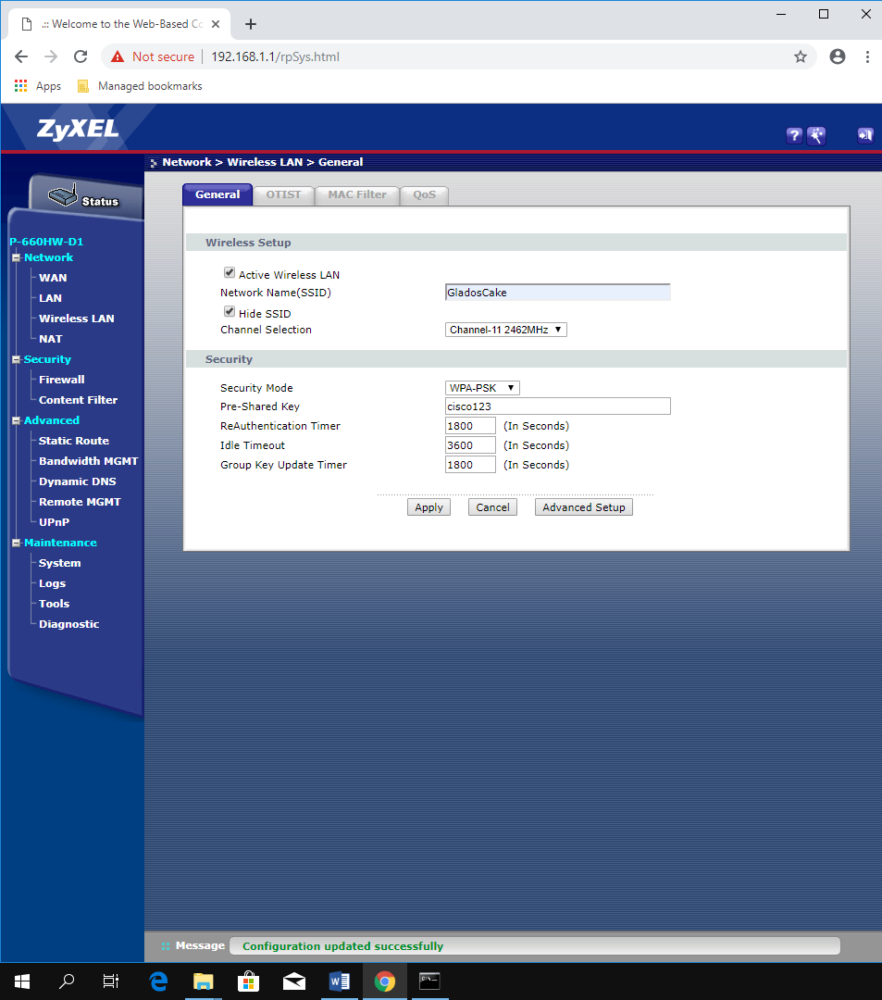 .:: Welcome to the Web-Based Co
Not secure
192.168.1.1/rpSys.html
Apps
Managed bookmarks
ZyXEL
?
Network > Wireless LAN > General
Status
P-660HW-D1
Network
WAN
LAN
Wireless LAN
NAT
Security
Firewall
Content Filter
Advanced
Static Route
Bandwidth MGMT
Dynamic DNS
Remote MGMT
UPnP
Maintenance
System
Logs
Tools
Diagnostic
General OTIST MAC Filter QoS
Wireless Setup
Active Wireless LAN
Network Name(SSID) GladosCake
Hide SSID
Channel Selection Channel-11 2462MHz
Security
Security Mode WPA-PSK
Pre-Shared Key cisco123
ReAuthentication Timer 1800 (In Seconds)
Idle Timeout 3600 (In Seconds)
Group Key Update Timer 1800 (In Seconds)
Apply Cancel Advanced Setup
Message Configuration updated successfully